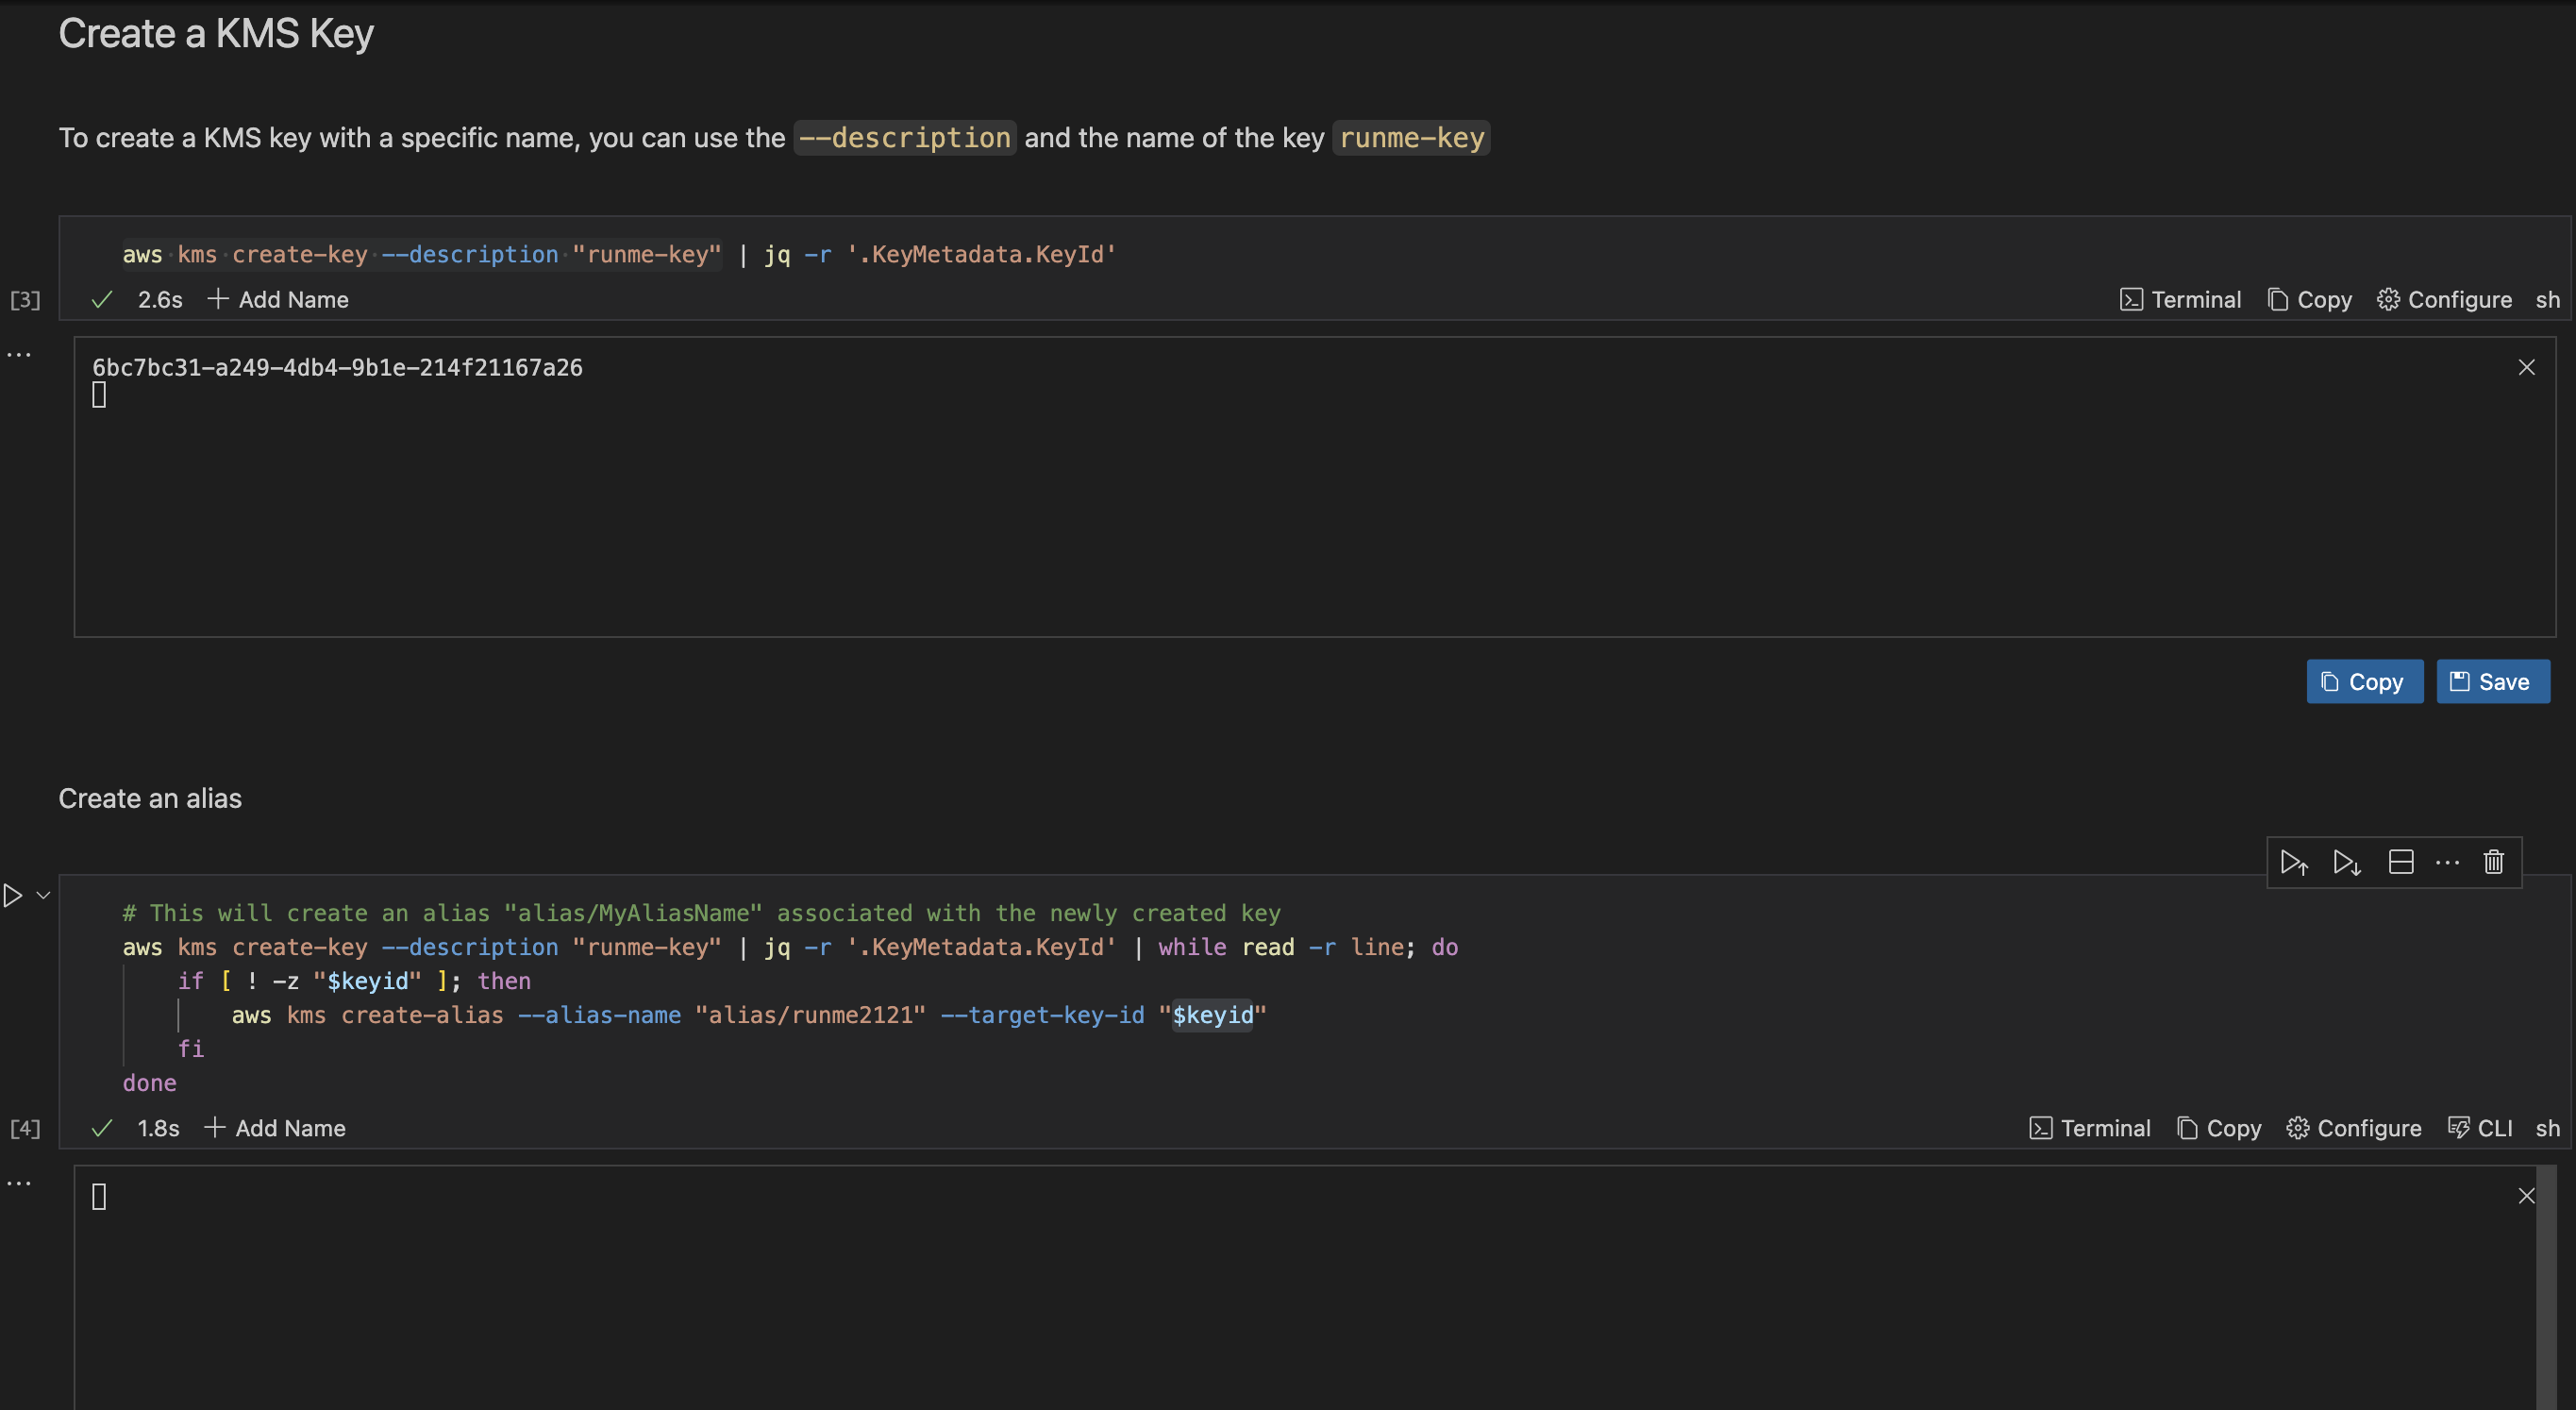 Create a KMS Key
To create a KMS key with a specific name, you can use the --description and the name of the key runme-key
aws kms create-key --description "runme-key" | jq -r '.KeyMetadata.KeyId'
[3] 2.6s Add Name Terminal Copy Configure sh
...
6bc7bc31-a249-4db4-9b1e-214f21167a26
Copy Save
Create an alias
...
# This will create an alias "alias/MyAliasName" associated with the newly created key
aws kms create-key --description "runme-key" | jq -r '.KeyMetadata.KeyId' | while read -r line; do
if [ ! -z "$keyid" ]; then
aws kms create-alias --alias-name "alias/runme2121" --target-key-id "$keyid"
fi
done
[4] 1.8s Add Name Terminal Copy Configure CLI sh
...